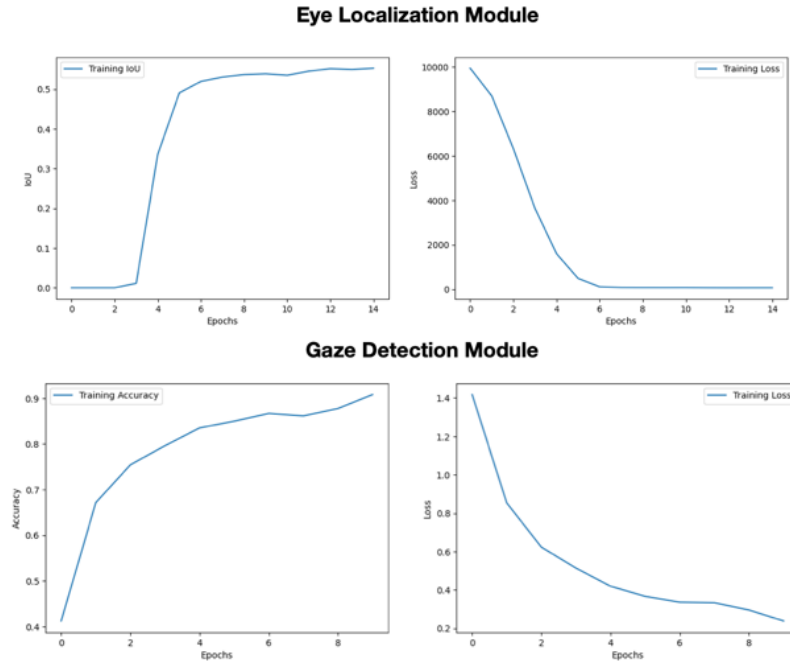 Eye Localization Module
Training IoU
0.5
0.4
0.3
0.2
0.1
0.0
IoU
0 2 4 6 8 10 12 14
Epochs
Training Loss
10000
8000
6000
4000
2000
0
Loss
0 2 4 6 8 10 12 14
Epochs
Gaze Detection Module
Training Accuracy
0.9
0.8
0.7
0.6
0.5
0.4
Accuracy
0 2 4 6 8
Epochs
Training Loss
1.4
1.2
1.0
0.8
0.6
0.4
0.2
Loss
0 2 4 6 8
Epochs